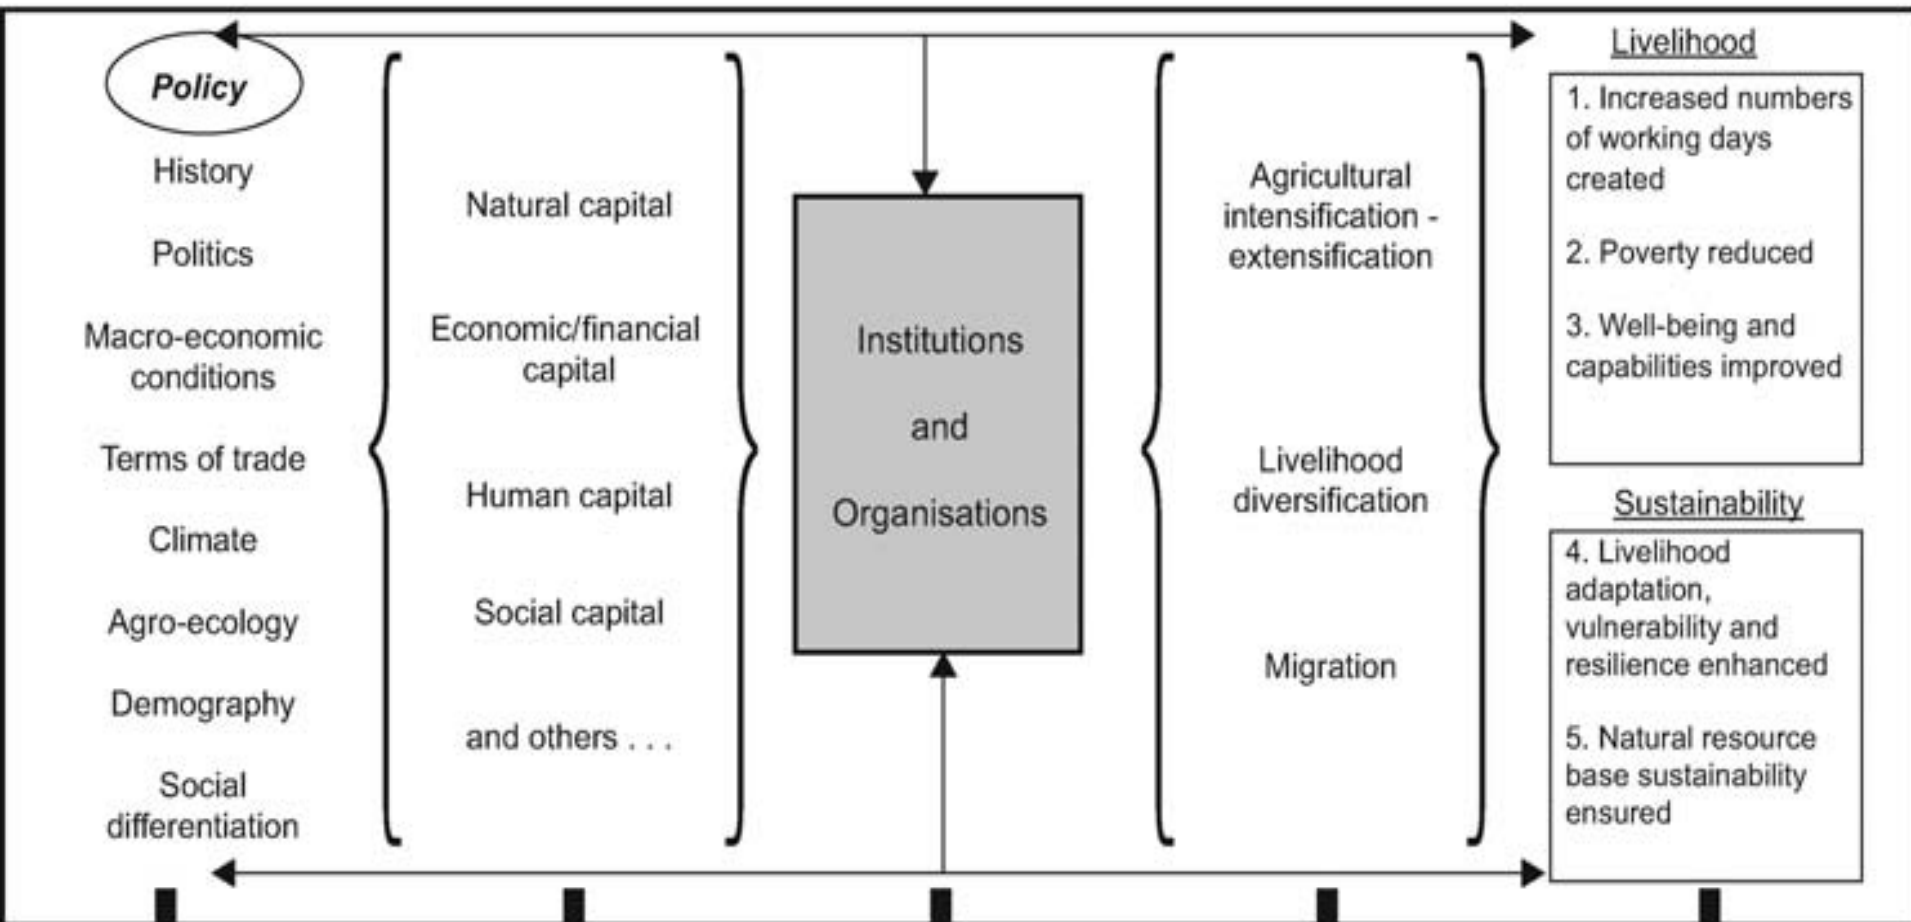 Policy
History
Politics
Macro-economic
conditions
Terms of trade
Climate
Agro-ecology
Demography
Social
differentiation
Natural capital
Economic/financial
capital
Human capital
Social capital
and others . . .
Institutions
and
Organisations
Agricultural
intensification -
extensification
Livelihood
diversification
Migration
Livelihood
1. Increased numbers
of working days
created
2. Poverty reduced
3. Well-being and
capabilities improved
Sustainability
4. Livelihood
adaptation,
vulnerability and
resilience enhanced
5. Natural resource
base sustainability
ensured